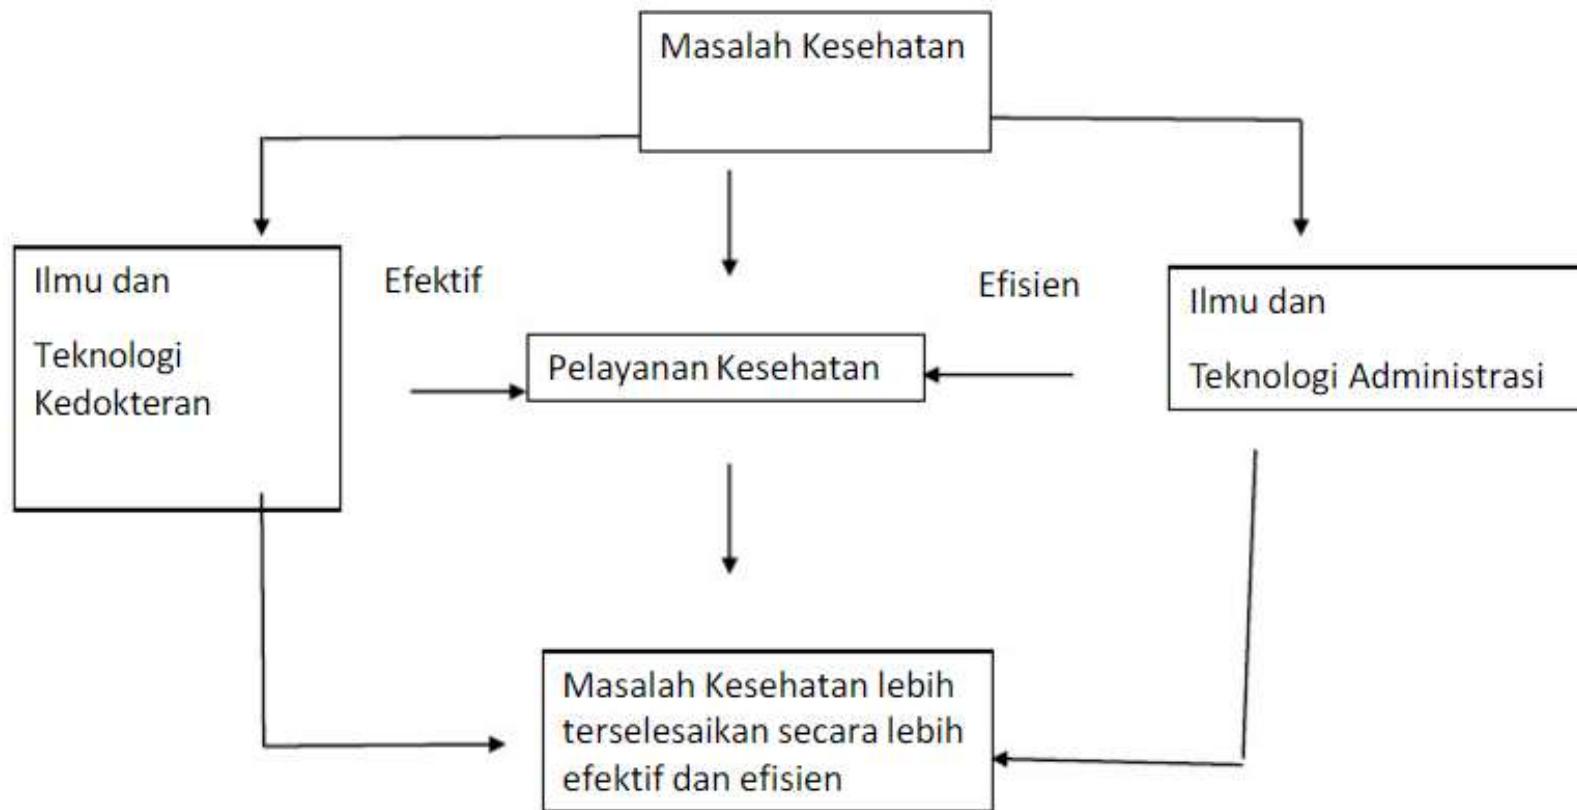 Masalah Kesehatan
Ilmu dan
Teknologi
Kedokteran
Efektif
Efisien
Ilmu dan
Teknologi Administrasi
Pelayanan Kesehatan
Masalah Kesehatan lebih
terselesaikan secara lebih
efektif dan efisien